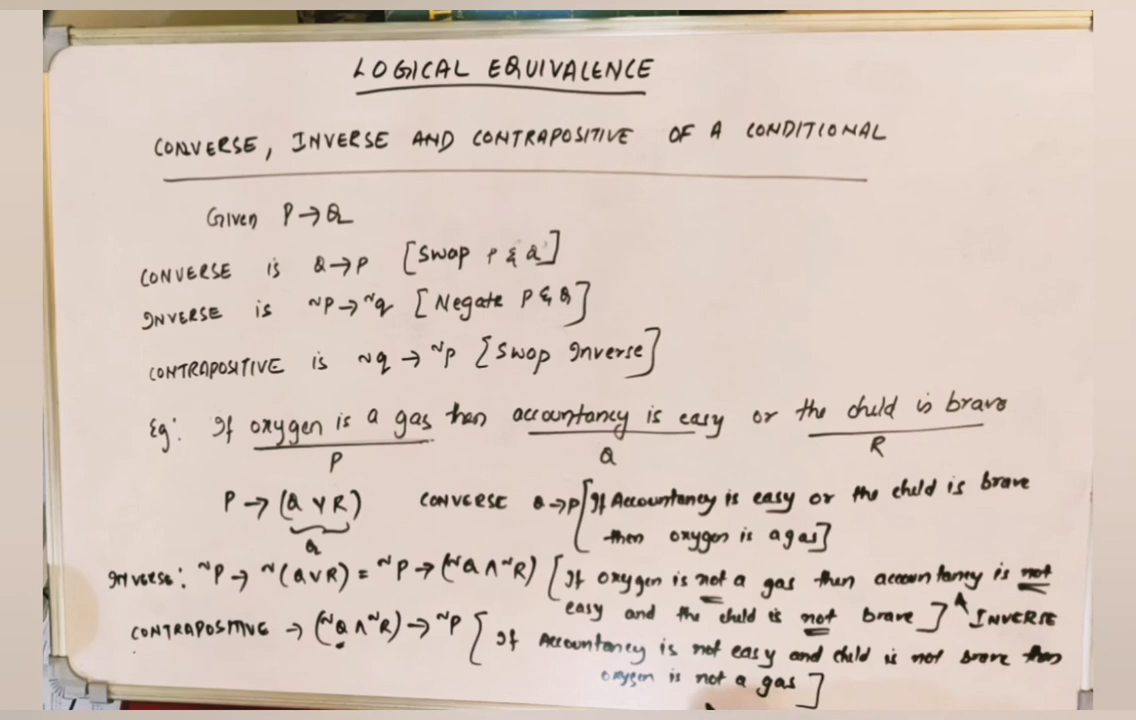 LOGICAL EQUIVALENCE
CONVERSE, INVERSE AND CONTRAPOSITIVE OF A CONDITIONAL
Given P→Q
CONVERSE is Q→P [Swap P & Q]
INVERSE is ~P→~q [Negate P & Q]
CONTRAPOSITIVE is ~q→~p [Swap Inverse]
Eg: If oxygen is a gas then accountancy is easy or the child is brave
P Q R
P→(Q ∨ R) CONVERSE Q→P [If Accountancy is easy or the child is brave
Q then oxygen is a gas]
INVERSE: ~P→~(Q∨R) = ~P→(~Q∧~R) [If oxygen is not a gas then accountancy is not
easy and the child is not brave] INVERSE
CONTRAPOSITIVE → (~Q∧~R)→~P [If Accountancy is not easy and child is not brave then
oxygen is not a gas]